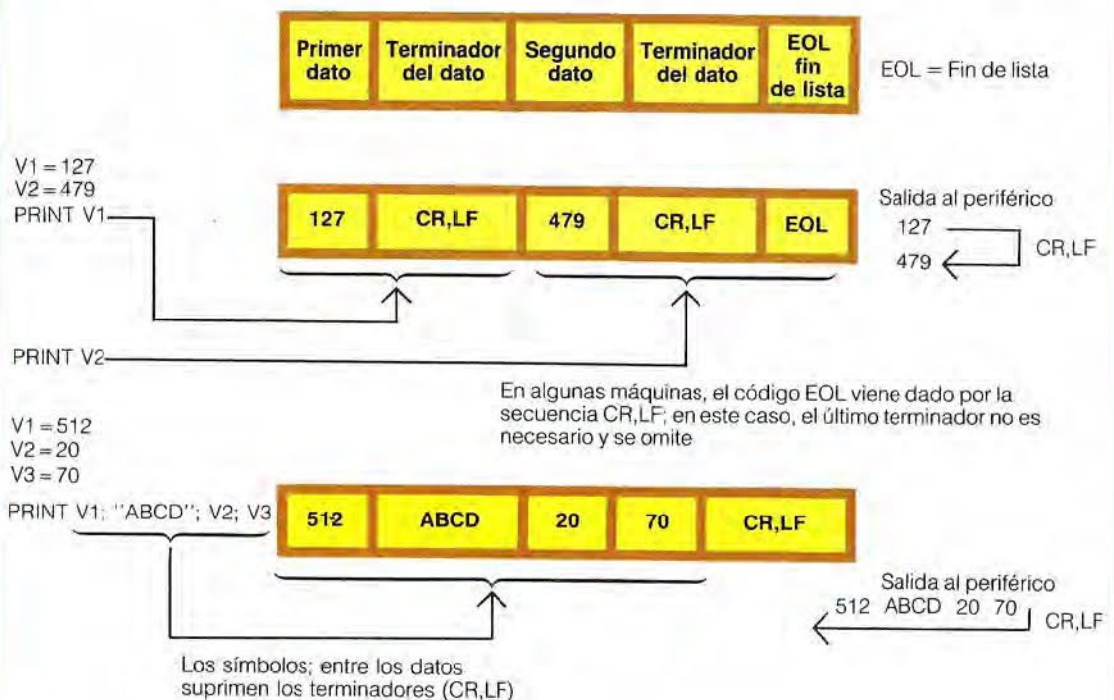 Primer dato
Terminador del dato
Segundo dato
Terminador del dato
EOL fin de lista
EOL = Fin de lista
V1 = 127
V2 = 479
PRINT V1
127
CR,LF
479
CR,LF
EOL
Salida al periférico
127
479
CR,LF
PRINT V2
En algunas máquinas, el código EOL viene dado por la
secuencia CR,LF; en este caso, el último terminador no es
necesario y se omite
V1 = 512
V2 = 20
V3 = 70
PRINT V1; "ABCD"; V2; V3
512
ABCD
20
70
CR,LF
Salida al periférico
512 ABCD 20 70
CR,LF
Los símbolos; entre los datos
suprimen los terminadores (CR,LF)